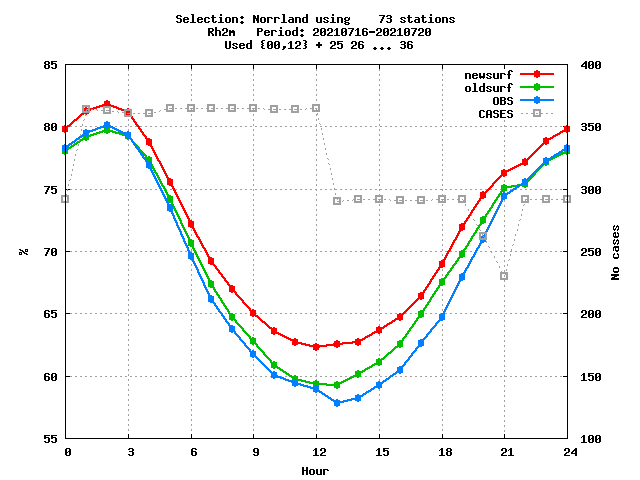 Selection: Norrland using    73 stations
Rh2m   Period: 20210716-20210720
Used {00,12} + 25 26 ... 36
85
80
75
70
65
60
55
%
400
350
300
250
200
150
100
No cases
newsurf
oldsurf
OBS
CASES
0 3 6 9 12 15 18 21 24
Hour